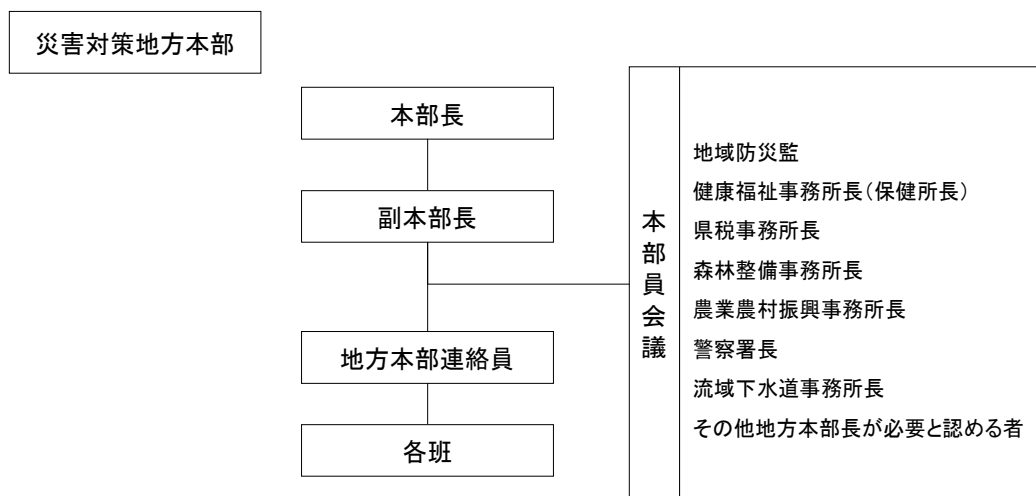 災害対策地方本部
本部長
副本部長
地方本部連絡員
各班
本部員会議
地域防災監
健康福祉事務所長（保健所長）
県税事務所長
森林整備事務所長
農業農村振興事務所長
警察署長
流域下水道事務所長
その他地方本部長が必要と認める者